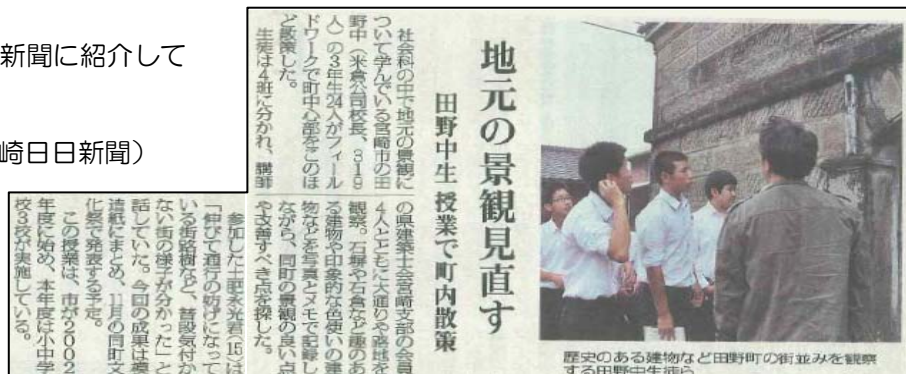 新聞に紹介して
崎日日新聞）
地元の景観見直す
田野中生 授業で町内散策
社会科の中で地元の景観に
ついて学んでいる宮崎市の田
野中（米倉公司校長、319
人）の3年生24人がフィール
ドワークで町中心部をこのほ
ど散策した。
生徒は4班に分かれ、講師
の県建築士会宮崎支部の会員
4人とともに大通りや路地を
観察。石塀や石倉など趣のあ
る建物や印象的な色使いの建
物などを写真とメモで記録し
ながら、同町の景観の良い点
や改善すべき点を探した。
参加した土肥永光君（15）は
「伸びて通行の妨げになって
いる街路樹など、普段気付か
ない街の様子が分かった」と
話していた。今回の成果は模
造紙にまとめ、11月の同町文
化祭で発表する予定。
この授業は、市が2002
年度に始め、本年度は小中学
校3校が実施している。
歴史のある建物など田野町の街並みを観察
する田野中生徒ら